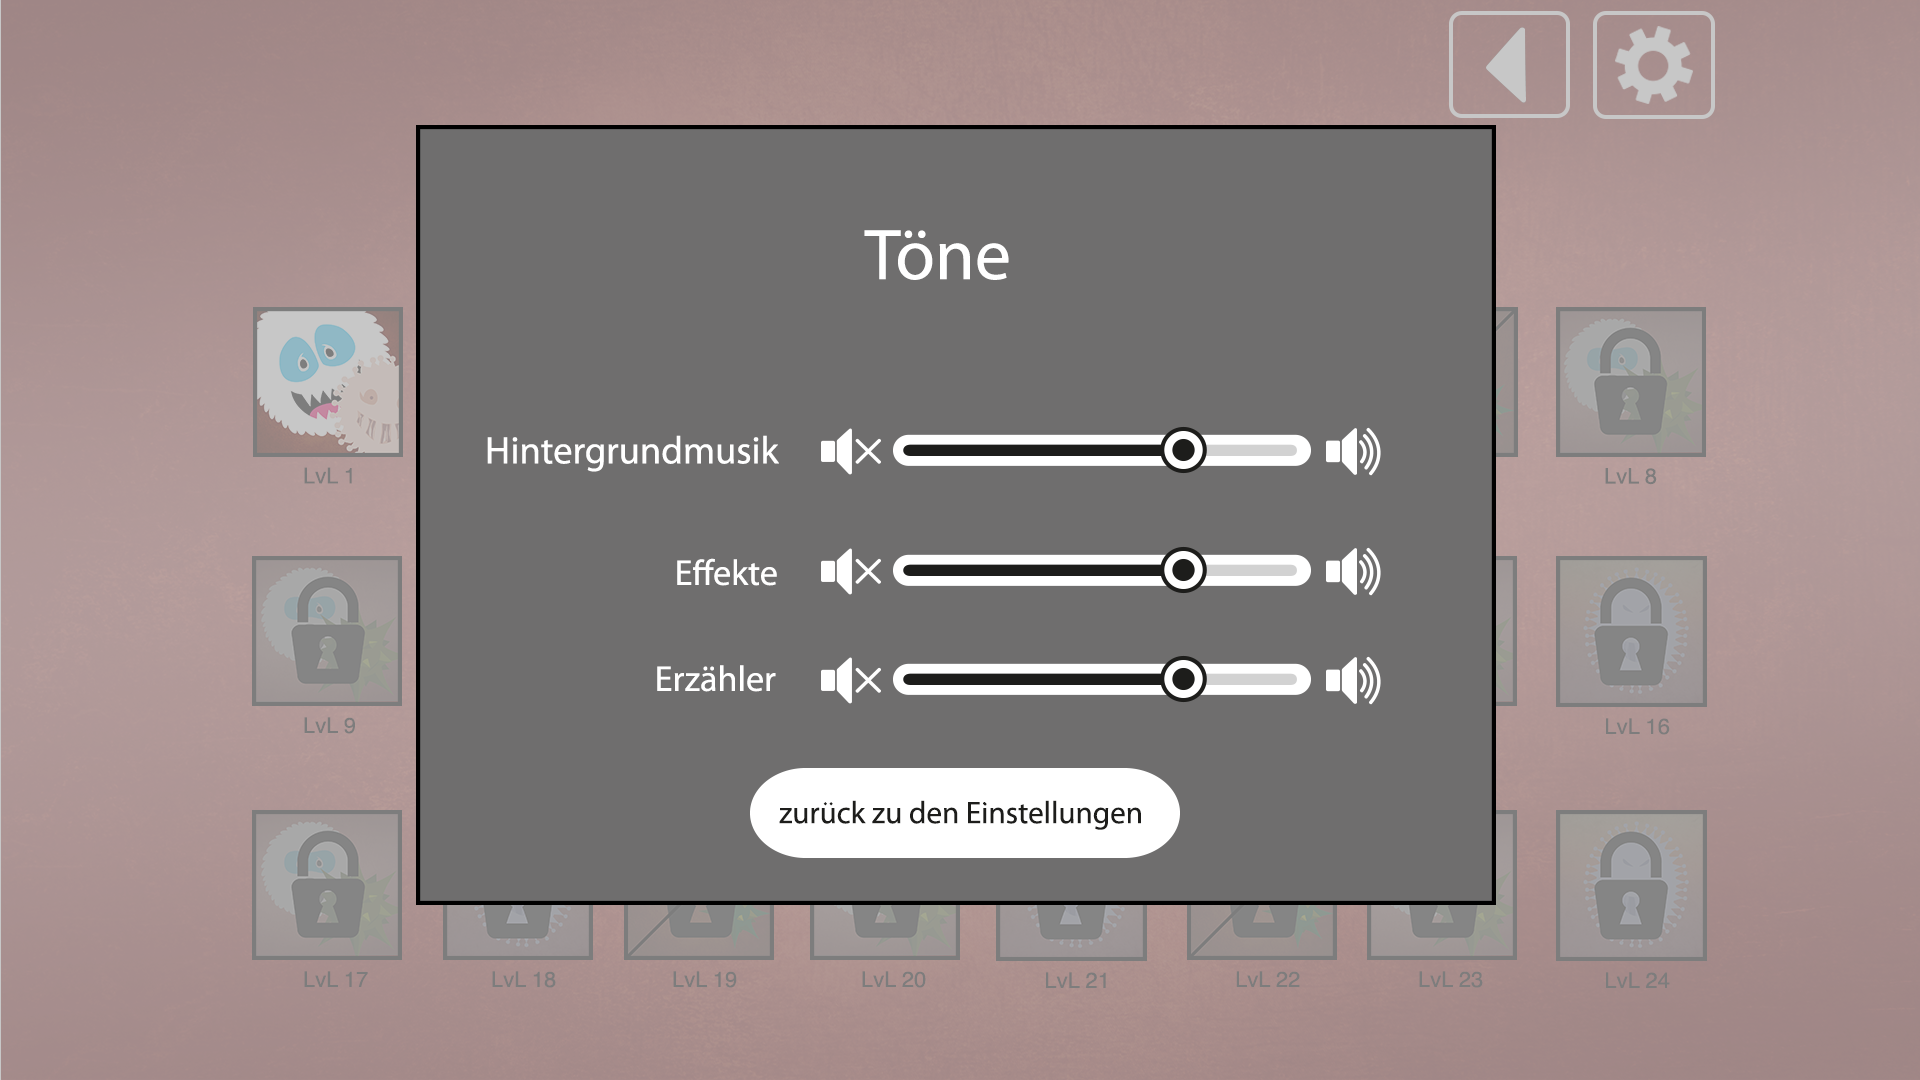 Töne
Hintergrundmusik
Effekte
Erzähler
zurück zu den Einstellungen
LvL 1
LvL 8
LvL 9
LvL 16
LvL 17
LvL 18
LvL 19
LvL 20
LvL 21
LvL 22
LvL 23
LvL 24